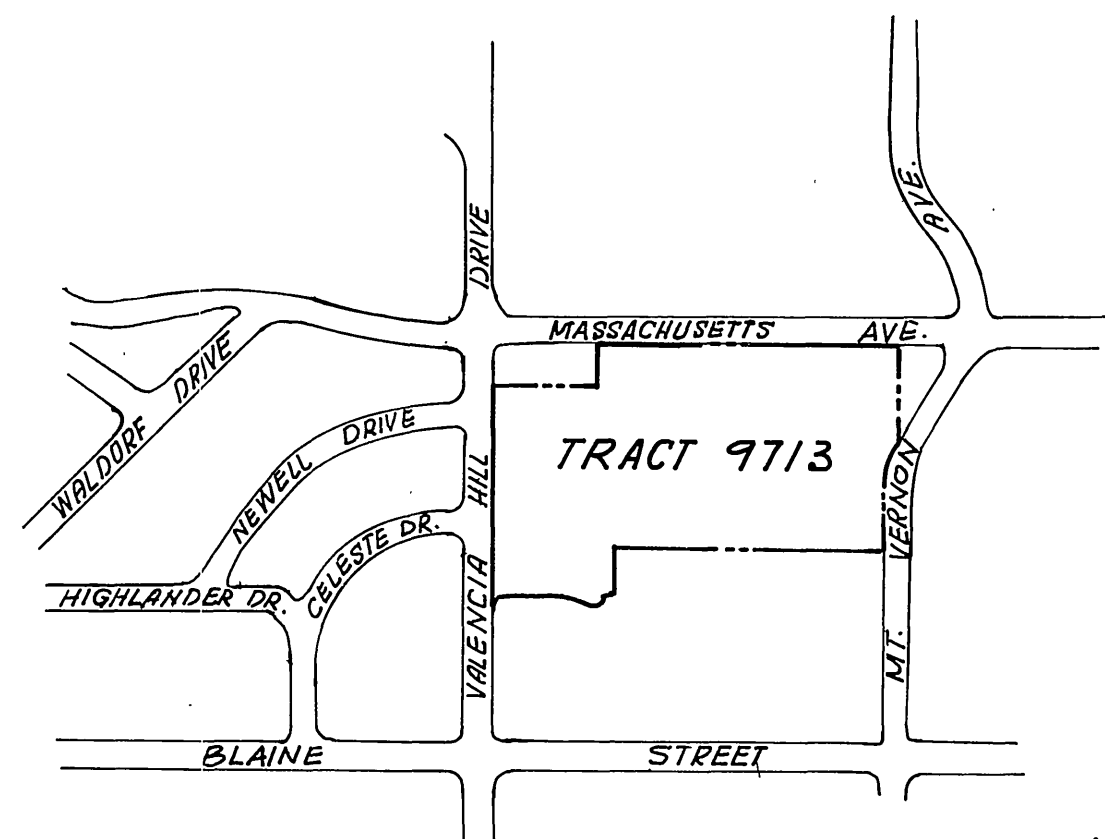 AVE.
DRIVE
MASSACHUSETTS AVE.
WALDORF DRIVE
NEWELL DRIVE
TRACT 9713
VALENCIA HILL
CELESTE DR.
MT. VERNON
HIGHLANDER DR.
BLAINE STREET